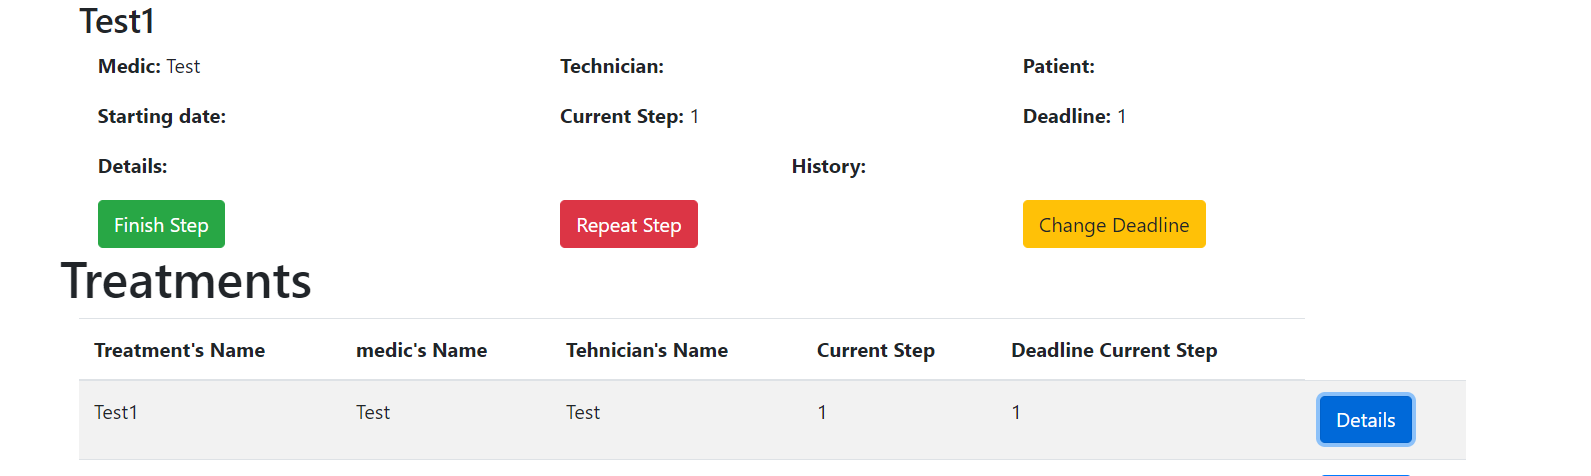 Test1
Medic: Test Technician: Patient:
Starting date: Current Step: 1 Deadline: 1
Details: History:
Finish Step Repeat Step Change Deadline
Treatments
Treatment's Name medic's Name Tehnician's Name Current Step Deadline Current Step
Test1 Test Test 1 1 Details